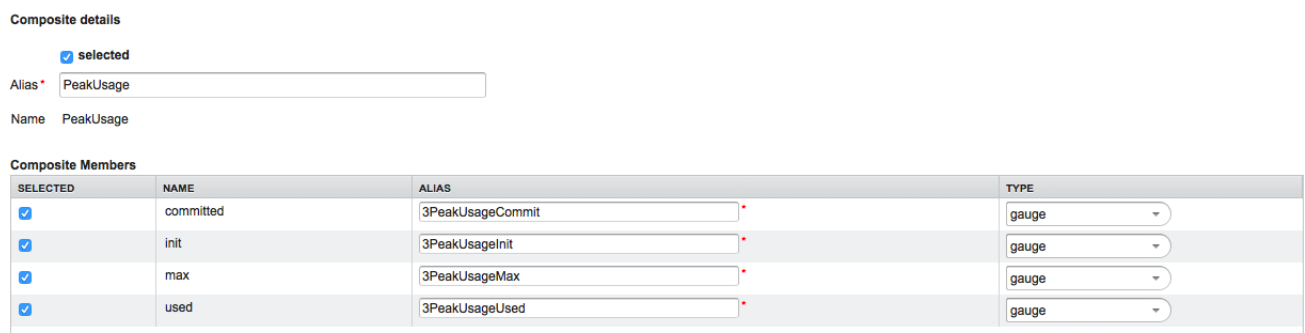 Composite details
selected
Alias* PeakUsage
Name PeakUsage
Composite Members
SELECTED NAME ALIAS TYPE
committed 3PeakUsageCommit * gauge
init 3PeakUsageInit * gauge
max 3PeakUsageMax * gauge
used 3PeakUsageUsed * gauge